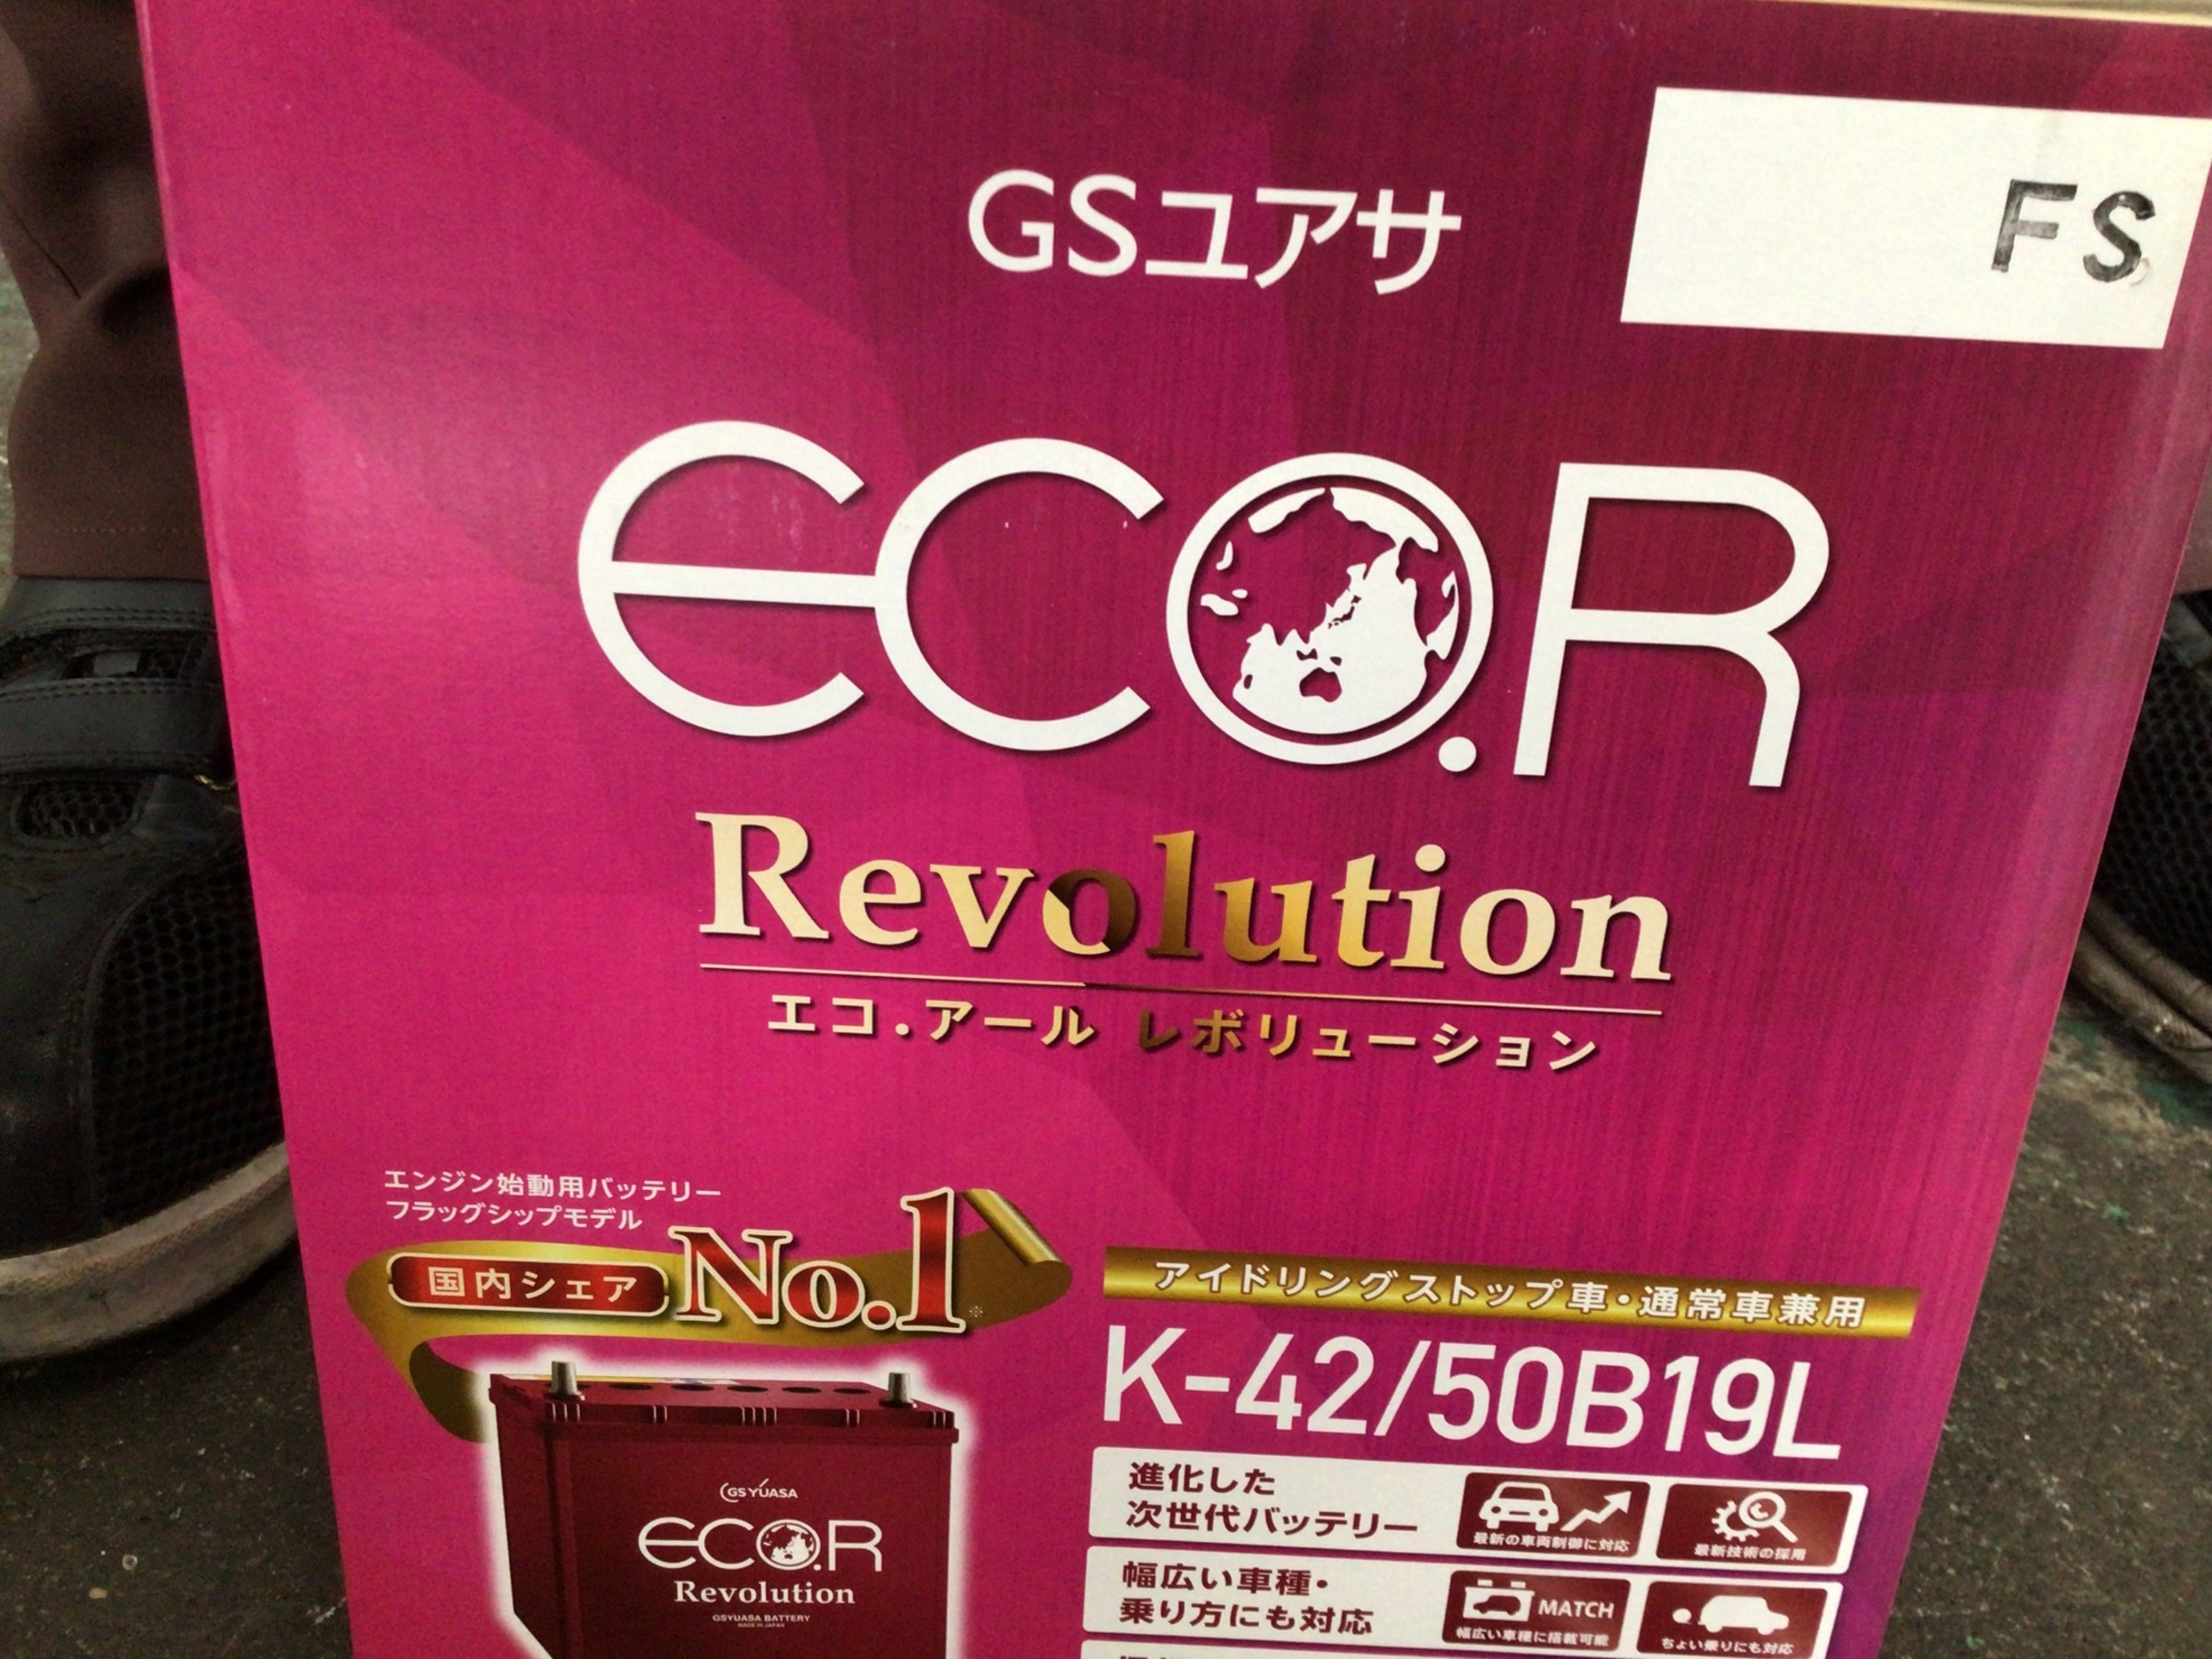 GSユアサ
FS
eco.R
Revolution
エコ.アール レボリューション
エンジン始動用バッテリー
フラッグシップモデル
国内シェア No.1※
アイドリングストップ車・通常車兼用
K-42/50B19L
進化した
次世代バッテリー
最新の車両制御に対応
最新技術の採用
幅広い車種・
乗り方にも対応
MATCH
幅広い車種に搭載可能
ちょい乗りにも対応
GS YUASA
eco.R
Revolution
GSYUASA BATTERY
MADE IN JAPAN